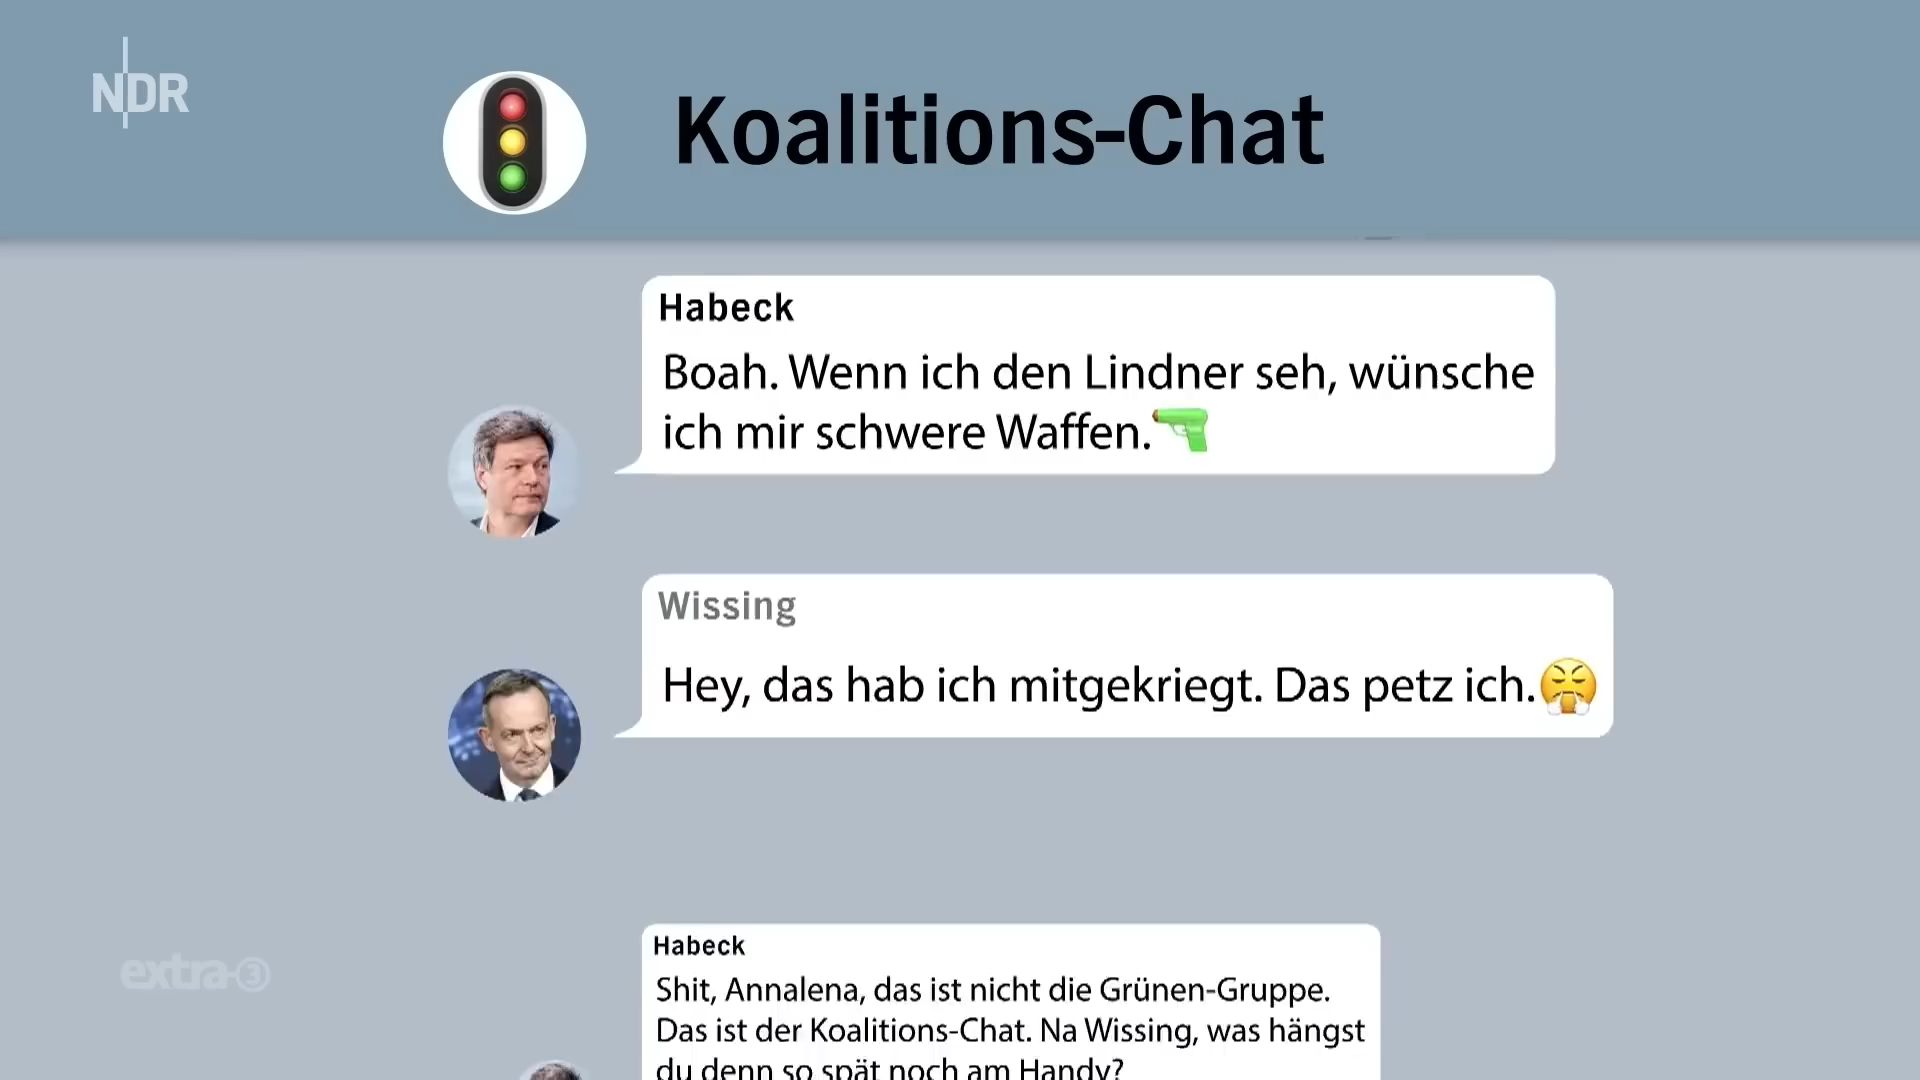 NDR
Koalitions-Chat
Habeck
Boah. Wenn ich den Lindner seh, wünsche
ich mir schwere Waffen.
Wissing
Hey, das hab ich mitgekriegt. Das petz ich.
Habeck
Shit, Annalena, das ist nicht die Grünen-Gruppe.
Das ist der Koalitions-Chat. Na Wissing, was hängst
du denn so spät noch am Handy?
extra 3